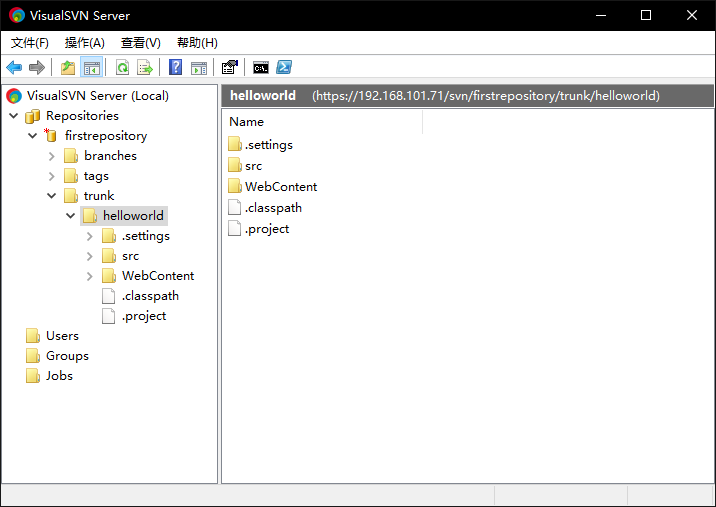 VisualSVN Server
文件(F) 操作(A) 查看(V) 帮助(H)
VisualSVN Server (Local)
Repositories
firstrepository
branches
tags
trunk
helloworld
.settings
src
WebContent
.classpath
.project
Users
Groups
Jobs
helloworld (https://192.168.101.71/svn/firstrepository/trunk/helloworld)
Name
.settings
src
WebContent
.classpath
.project